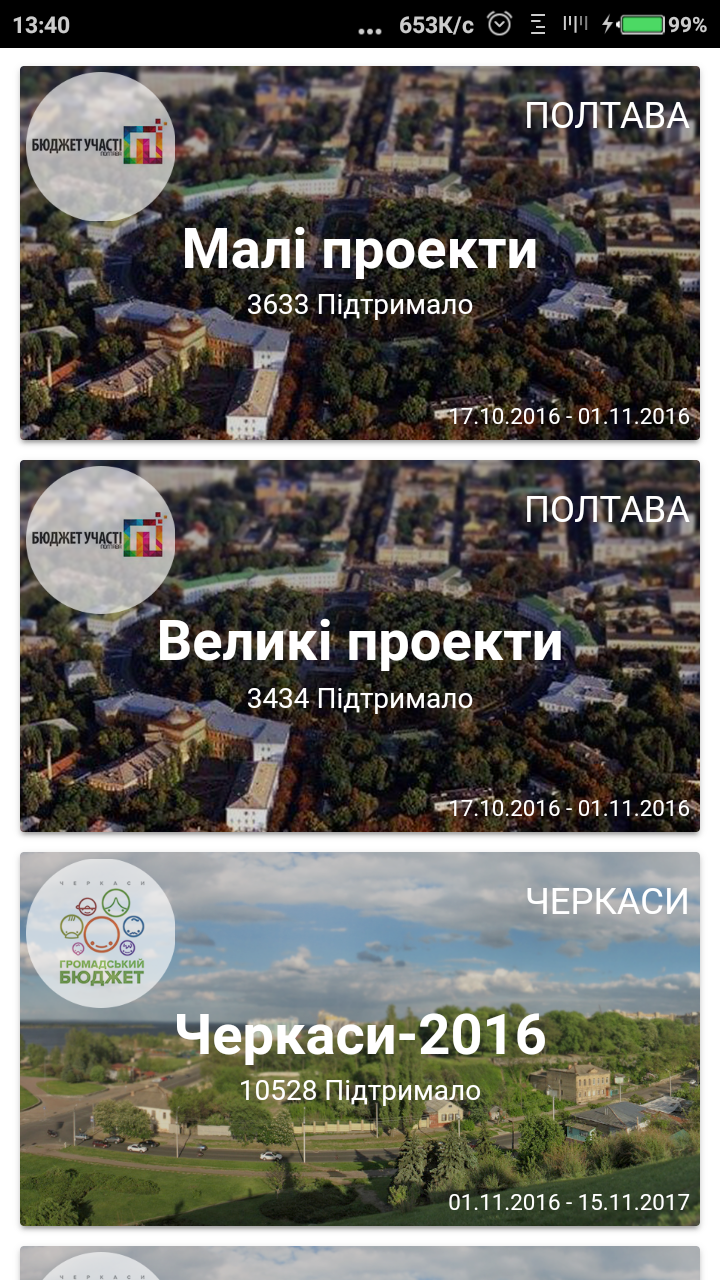 13:40 ... 653К/с 99%
ПОЛТАВА
БЮДЖЕТ УЧАСТІ
ПОЛТАВА
Малі проекти
3633 Підтримало
17.10.2016 - 01.11.2016
ПОЛТАВА
БЮДЖЕТ УЧАСТІ
ПОЛТАВА
Великі проекти
3434 Підтримало
17.10.2016 - 01.11.2016
ЧЕРКАСИ
ЧЕРКАСИ
ГРОМАДСЬКИЙ
БЮДЖЕТ
Черкаси-2016
10528 Підтримало
01.11.2016 - 15.11.2017
ЧЕРКАСИ